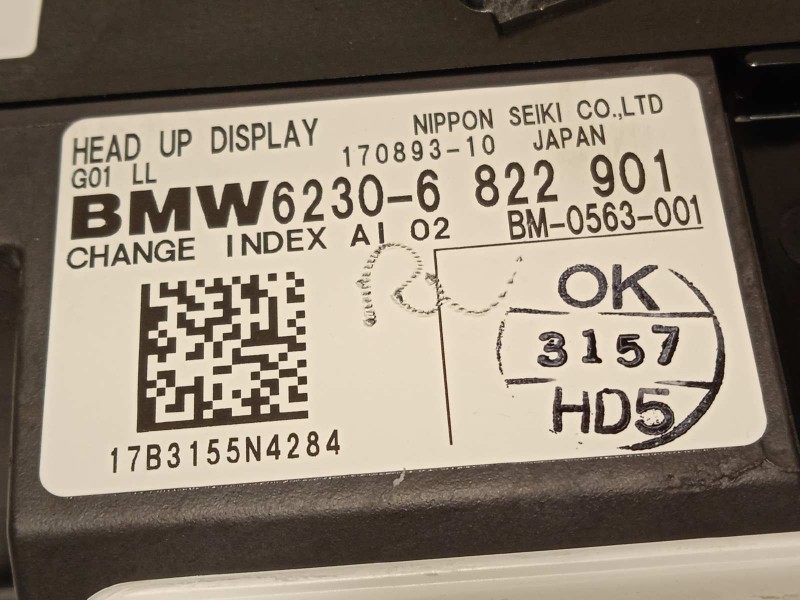 HEAD UP DISPLAY NIPPON SEIKI CO.,LTD
G01 LL 170893-10 JAPAN
BMW 6230-6 822 901
CHANGE INDEX AI 02 BM-0563-001
OK
3157
HD5
17B3155N4284